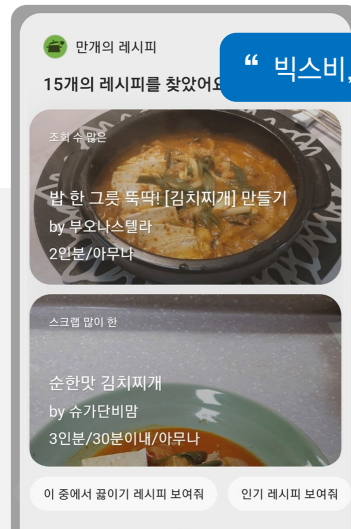 만개의 레시피
“ 빅스비,
15개의 레시피를 찾았어요
조회 수 많은
밥 한 그릇 뚝딱! [김치찌개] 만들기
by 부오나스텔라
2인분/아무나
스크랩 많이 한
순한맛 김치찌개
by 슈가단비맘
3인분/30분이내/아무나
이 중에서 끓이기 레시피 보여줘
인기 레시피 보여줘